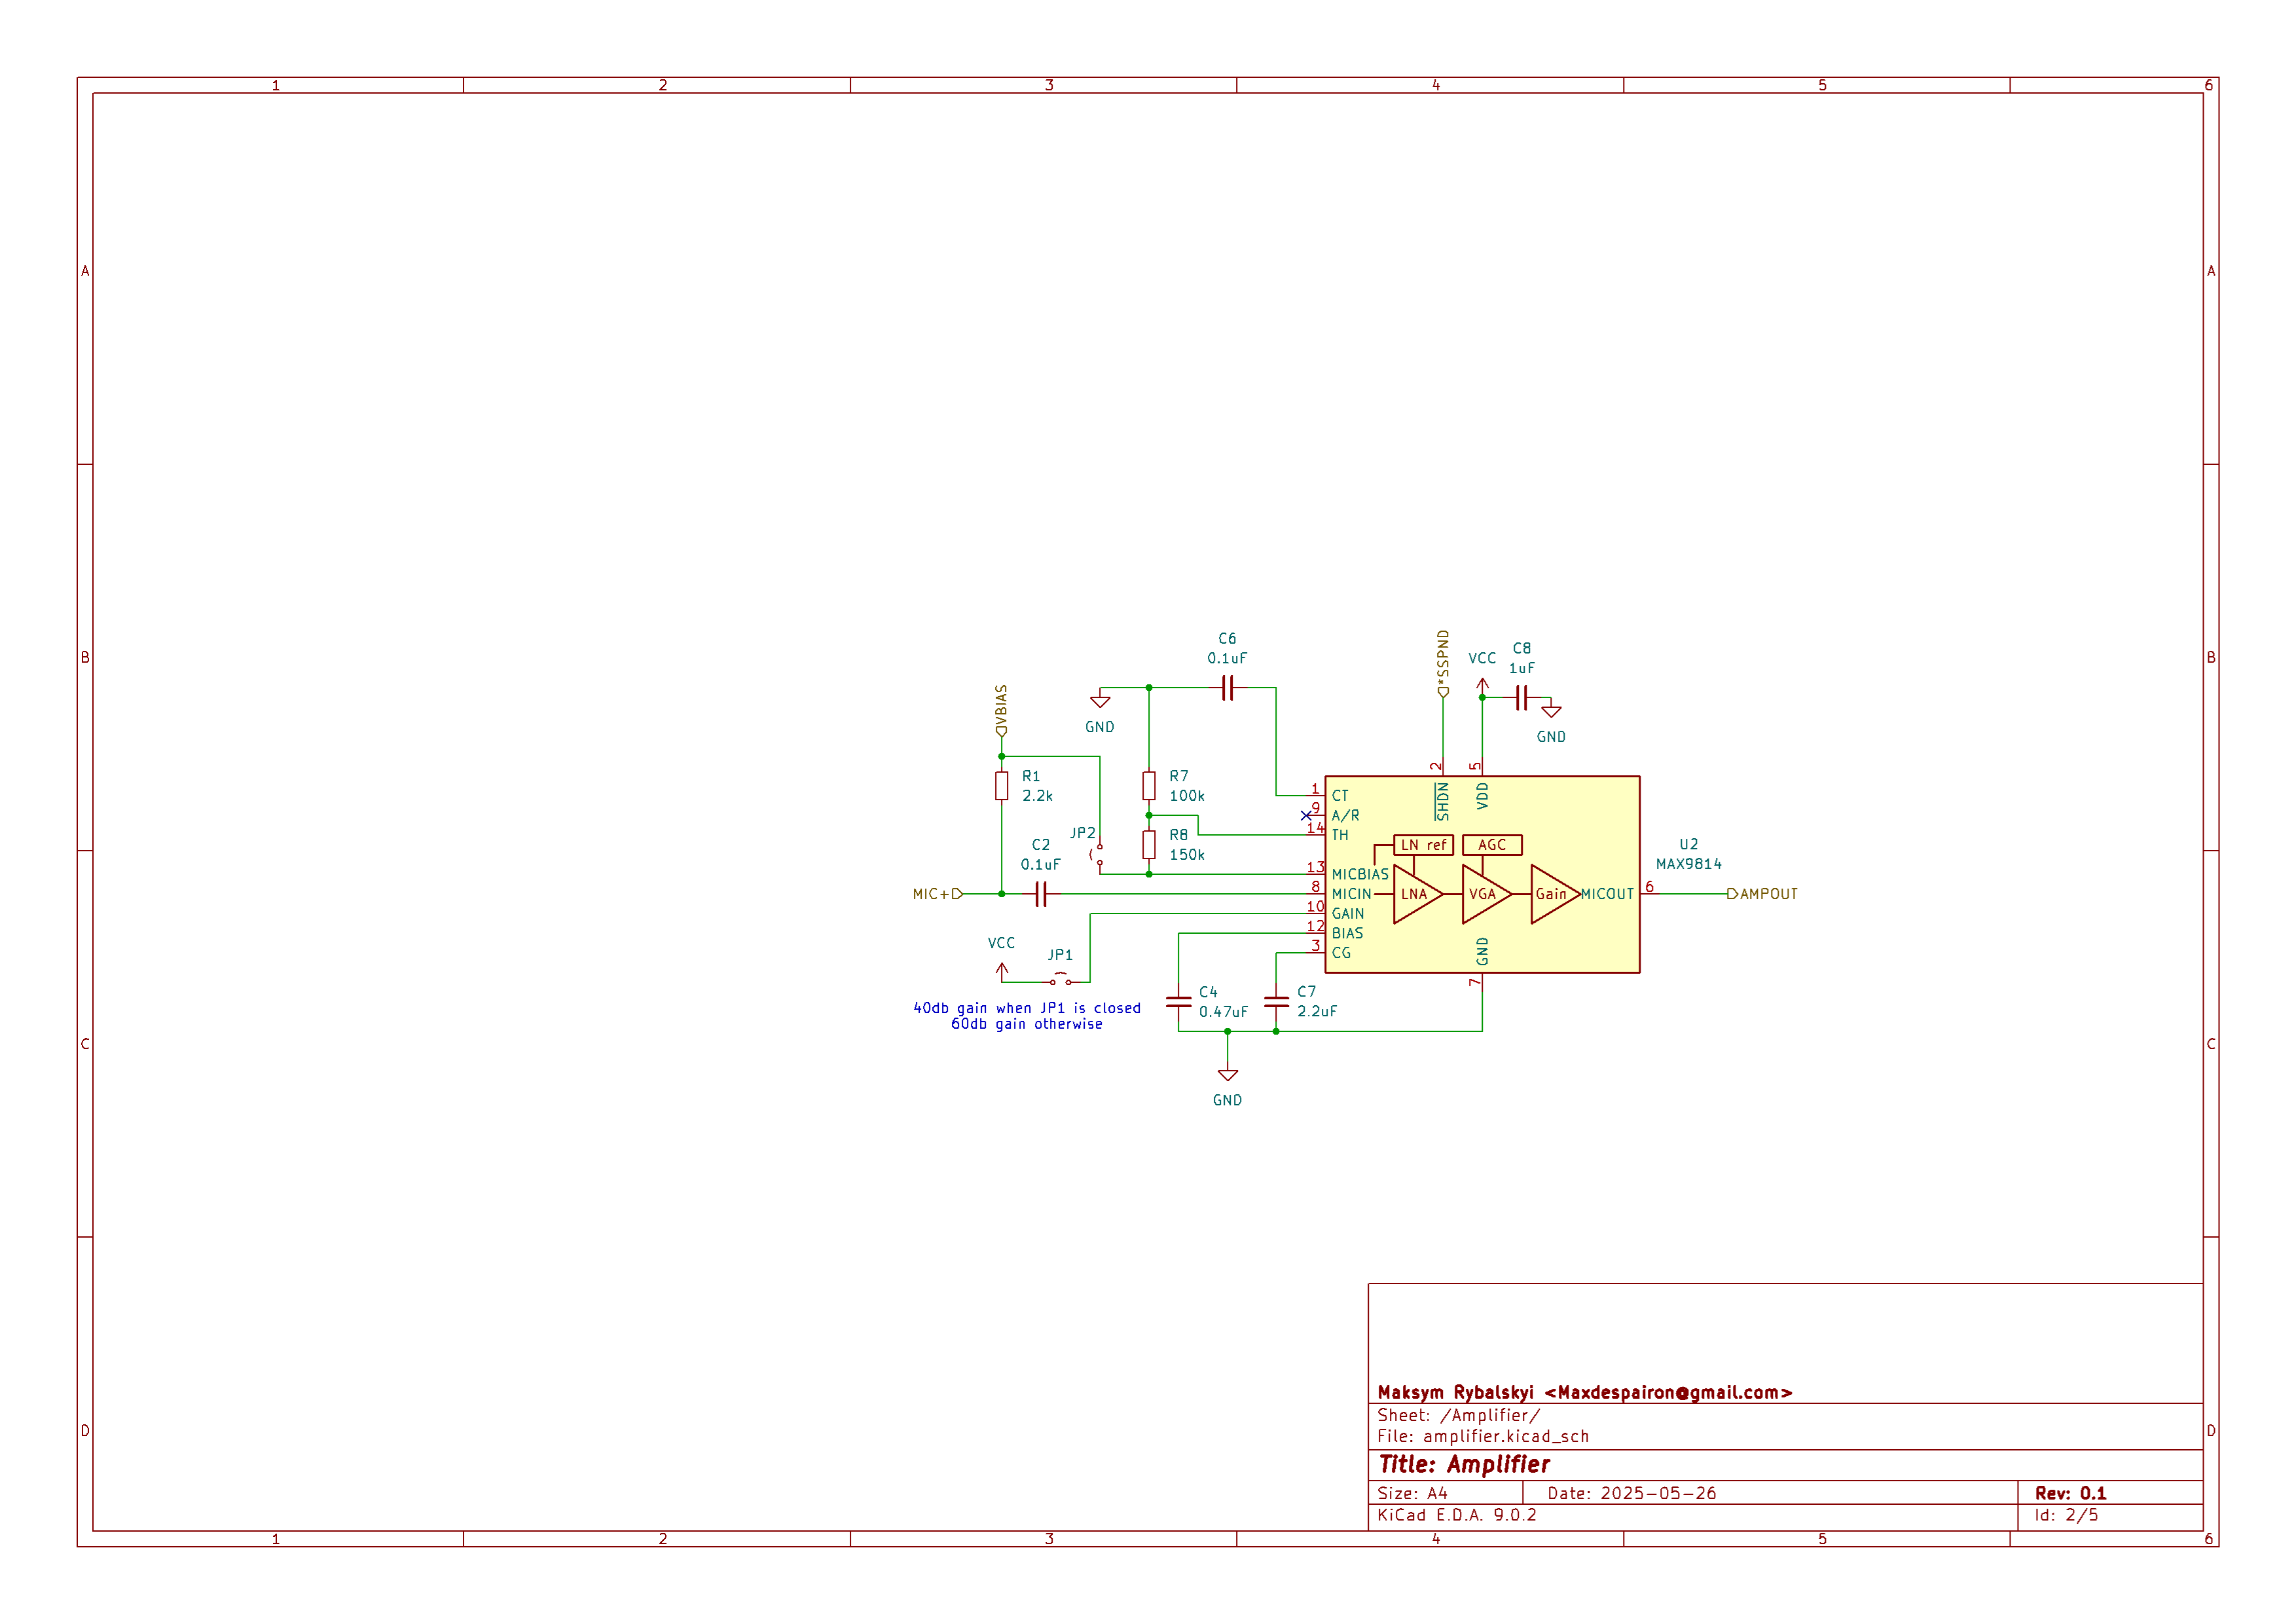 1 2 3 4 5 6
A A
B B
C C
D D
C6
0.1uF
*SSPND
VCC
C8
1uF
GND
VBIAS
GND
R1
2.2k
R7
100k
JP2
R8
150k
C2
0.1uF
MIC+
VCC
JP1
40db gain when JP1 is closed
60db gain otherwise
C4
0.47uF
C7
2.2uF
GND
1 CT
9 A/R
14 TH
13 MICBIAS
8 MICIN
10 GAIN
12 BIAS
3 CG
2 SHDN
5 VDD
LN ref
AGC
LNA
VGA
Gain
MICOUT 6
GND 7
U2
MAX9814
AMPOUT
Maksym Rybalskyi <Maxdespairon@gmail.com>
Sheet: /Amplifier/
File: amplifier.kicad_sch
Title: Amplifier
Size: A4 Date: 2025-05-26 Rev: 0.1
KiCad E.D.A. 9.0.2 Id: 2/5
1 2 3 4 5 6